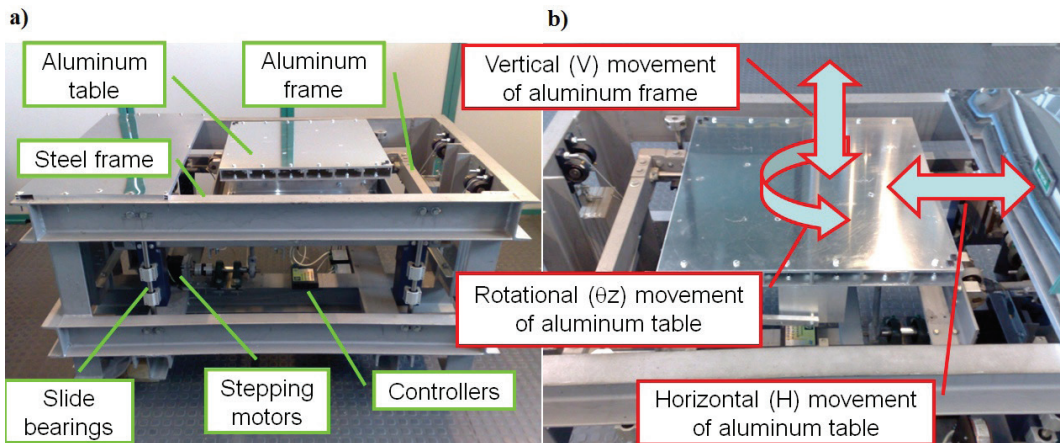 a)
b)
Aluminum
table
Aluminum
frame
Steel frame
Slide
bearings
Stepping
motors
Controllers
Vertical (V) movement
of aluminum frame
Rotational (θz) movement
of aluminum table
Horizontal (H) movement
of aluminum table